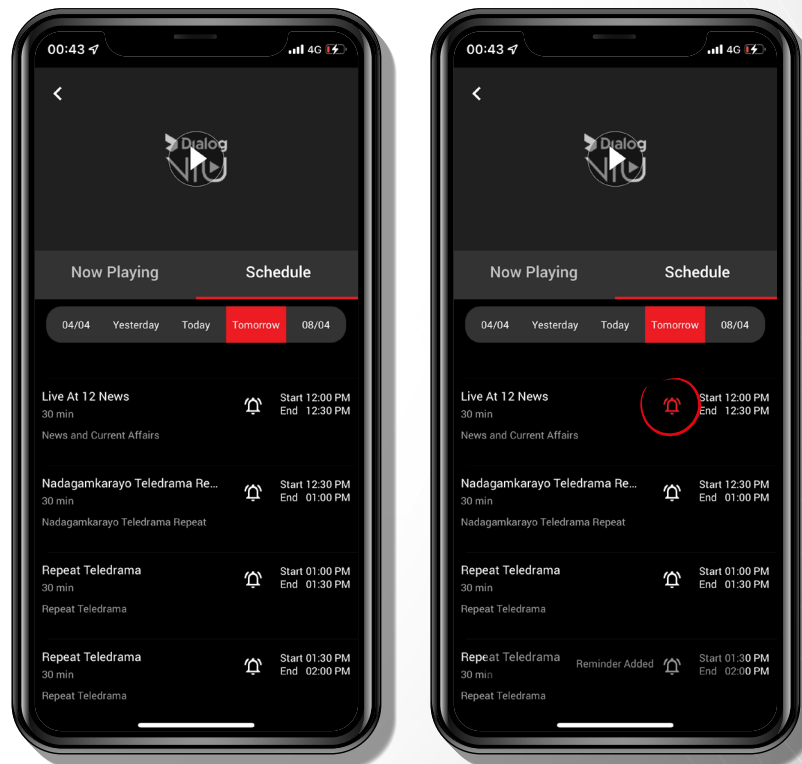 00:43
4G
Dialog
ViU
Now Playing
Schedule
04/04 Yesterday Today Tomorrow 08/04
Live At 12 News
30 min
News and Current Affairs
Start 12:00 PM
End 12:30 PM
Nadagamkarayo Teledrama Re...
30 min
Nadagamkarayo Teledrama Repeat
Start 12:30 PM
End 01:00 PM
Repeat Teledrama
30 min
Repeat Teledrama
Start 01:00 PM
End 01:30 PM
Repeat Teledrama
30 min
Repeat Teledrama
Start 01:30 PM
End 02:00 PM
00:43
4G
Dialog
ViU
Now Playing
Schedule
04/04 Yesterday Today Tomorrow 08/04
Live At 12 News
30 min
News and Current Affairs
Start 12:00 PM
End 12:30 PM
Nadagamkarayo Teledrama Re...
30 min
Nadagamkarayo Teledrama Repeat
Start 12:30 PM
End 01:00 PM
Repeat Teledrama
30 min
Repeat Teledrama
Start 01:00 PM
End 01:30 PM
Repeat Teledrama
30 min
Repeat Teledrama
Reminder Added
Start 01:30 PM
End 02:00 PM